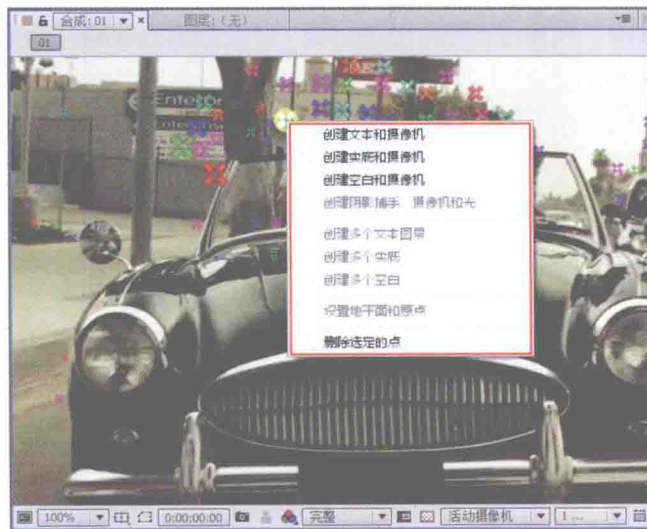 合成: 01
图层:（无）
01
Enter
Enter
创建文本和摄像机
创建实底和摄像机
创建空白和摄像机
创建阴影捕手、摄像机和光
创建多个文本图层
创建多个实底
创建多个空白
设置地平面和原点
删除选定的点
100%
0:00:00:00
完整
活动摄像机
1 ...